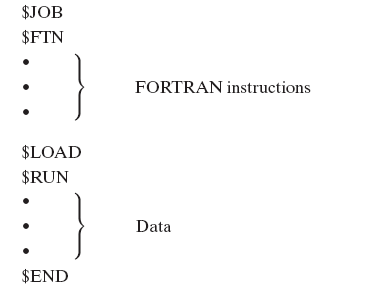 $JOB
$FTN
•
• FORTRAN instructions
•
$LOAD
$RUN
•
• Data
•
$END